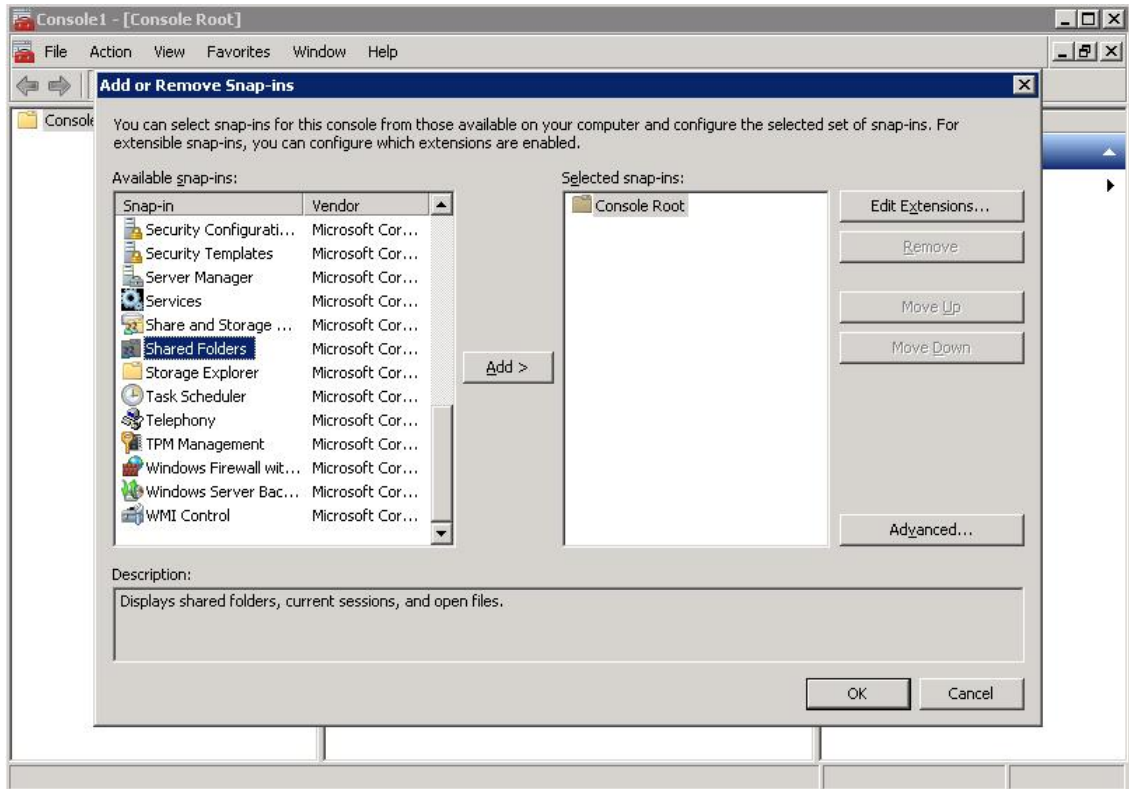 Console1 - [Console Root]
File Action View Favorites Window Help
Add or Remove Snap-ins
Console
You can select snap-ins for this console from those available on your computer and configure the selected set of snap-ins. For
extensible snap-ins, you can configure which extensions are enabled.
Available snap-ins:
Snap-in Vendor
Security Configurati... Microsoft Cor...
Security Templates Microsoft Cor...
Server Manager Microsoft Cor...
Services Microsoft Cor...
Share and Storage ... Microsoft Cor...
Shared Folders Microsoft Cor...
Storage Explorer Microsoft Cor...
Task Scheduler Microsoft Cor...
Telephony Microsoft Cor...
TPM Management Microsoft Cor...
Windows Firewall wit... Microsoft Cor...
Windows Server Bac... Microsoft Cor...
WMI Control Microsoft Cor...
Add >
Selected snap-ins:
Console Root
Edit Extensions...
Remove
Move Up
Move Down
Advanced...
Description:
Displays shared folders, current sessions, and open files.
OK Cancel